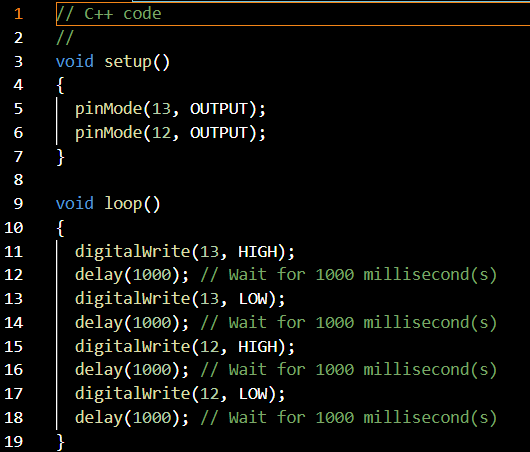 1 // C++ code
2 //
3 void setup()
4 {
5 pinMode(13, OUTPUT);
6 pinMode(12, OUTPUT);
7 }
8
9 void loop()
10 {
11 digitalWrite(13, HIGH);
12 delay(1000); // Wait for 1000 millisecond(s)
13 digitalWrite(13, LOW);
14 delay(1000); // Wait for 1000 millisecond(s)
15 digitalWrite(12, HIGH);
16 delay(1000); // Wait for 1000 millisecond(s)
17 digitalWrite(12, LOW);
18 delay(1000); // Wait for 1000 millisecond(s)
19 }